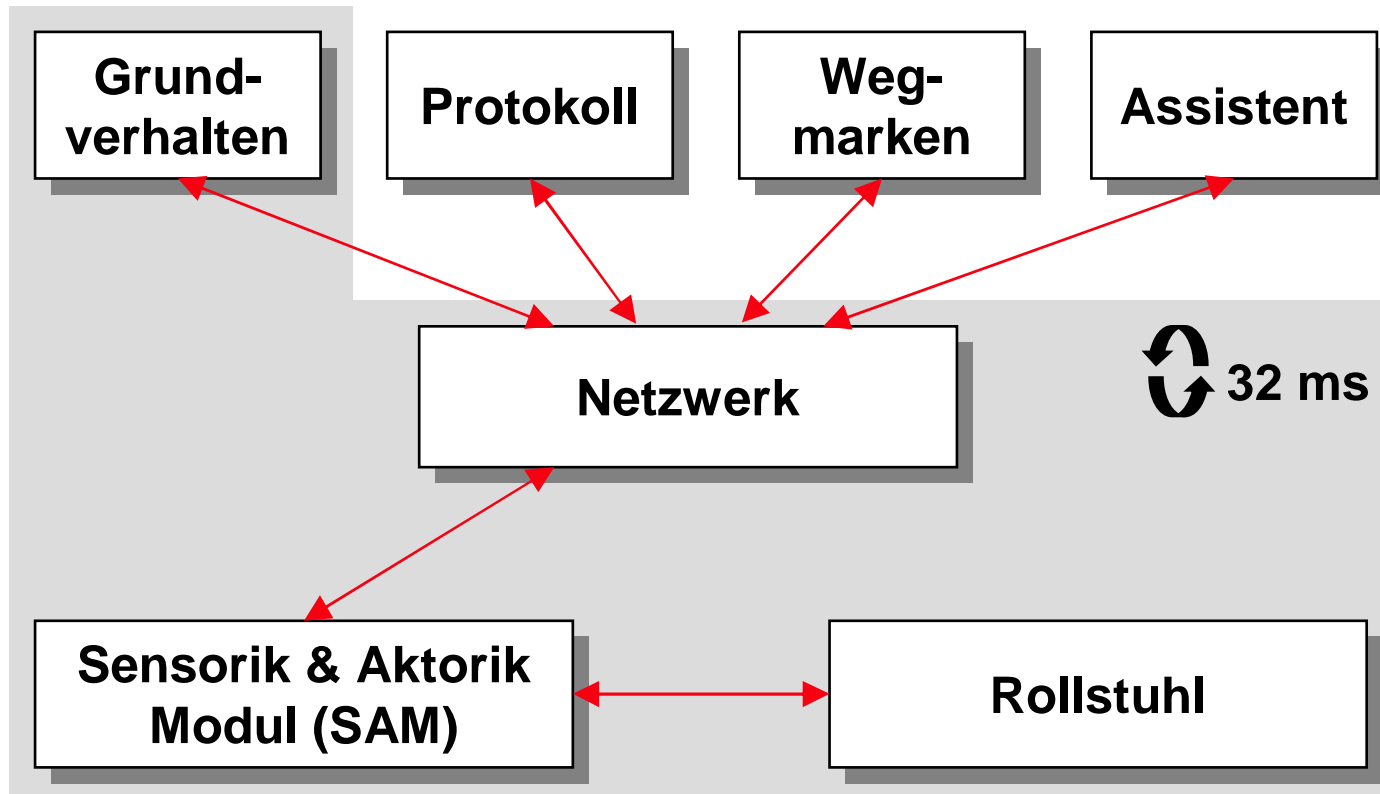 Grund-
verhalten
Protokoll
Weg-
marken
Assistent
Netzwerk
32 ms
Sensorik & Aktorik
Modul (SAM)
Rollstuhl